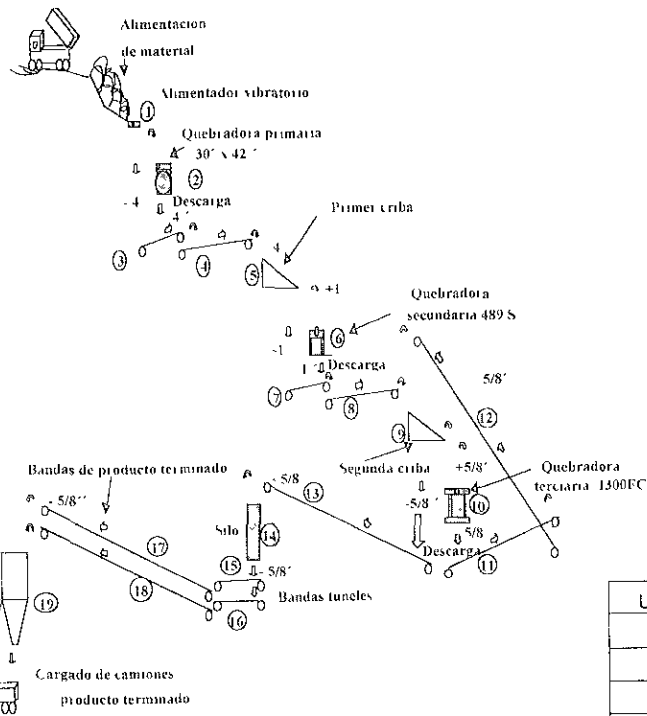 Alimentacion
de material
Alimentador vibratorio
1
Quebradora primaria
30´ x 42 ´
2
- 4
Descarga
4 ´
Primer criba
3
4
4
5
+1
Quebradora
secundaria 489 S
6
-1
1 ´
Descarga
5/8´
7
8
12
9
Segunda criba
+5/8´
Quebradora
terciaria 1300FC
Bandas de producto terminado
- 5/8´´
- 5/8
13
-5/8 ´
10
Silo
14
5/8
17
Descarga
15
- 5/8´
11
18
16
Bandas tuneles
19
Cargado de camiones
producto terminado
U